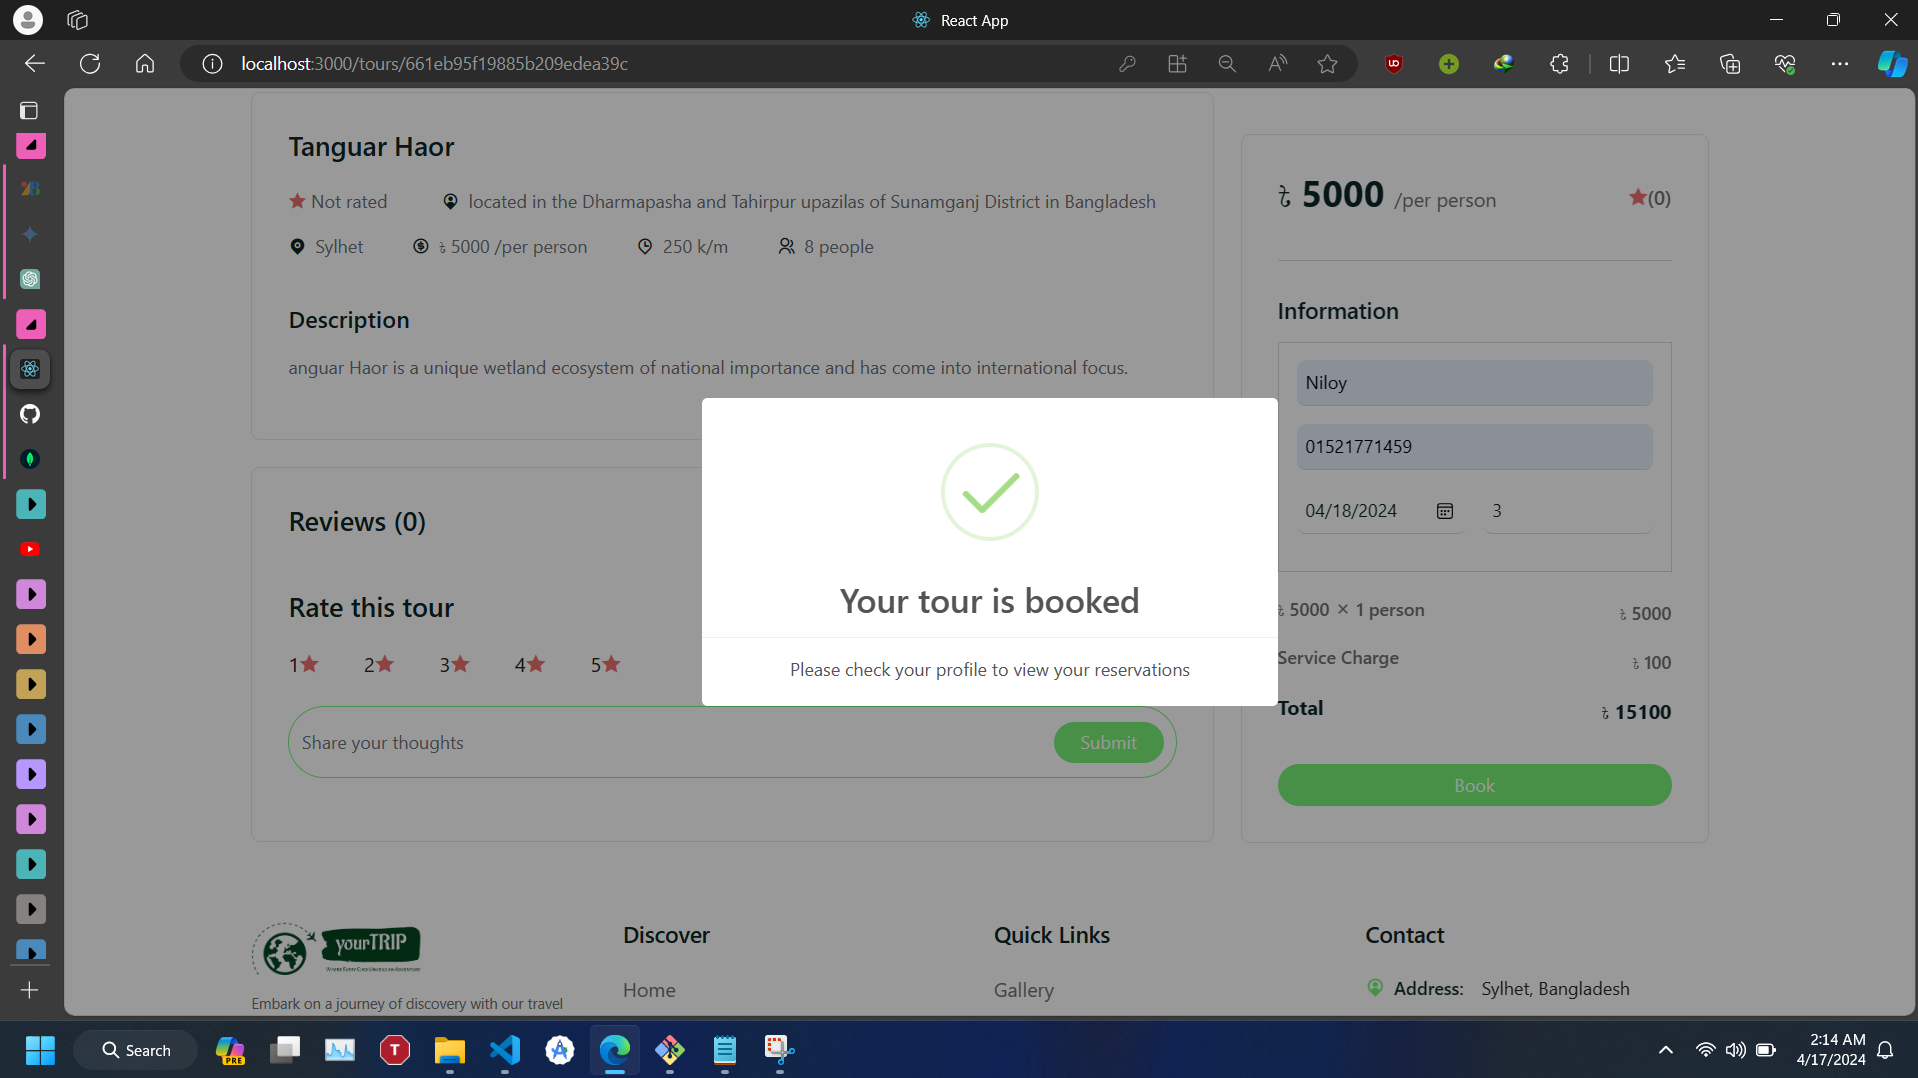 React App
localhost:3000/tours/661eb95f19885b209edea39c
Tanguar Haor
Not rated
located in the Dharmapasha and Tahirpur upazilas of Sunamganj District in Bangladesh
Sylhet
৳ 5000 /per person
250 k/m
8 people
Description
anguar Haor is a unique wetland ecosystem of national importance and has come into international focus.
Reviews (0)
Rate this tour
1 2 3 4 5
Share your thoughts
Submit
৳ 5000 /per person
(0)
Information
Niloy
01521771459
04/18/2024
3
৳ 5000 × 1 person
৳ 5000
Service Charge
৳ 100
Total
৳ 15100
Book
Your tour is booked
Please check your profile to view your reservations
yourTRIP
Embark on a journey of discovery with our travel
Discover
Home
Quick Links
Gallery
Contact
Address: Sylhet, Bangladesh
Search
PRE
T
2:14 AM
4/17/2024